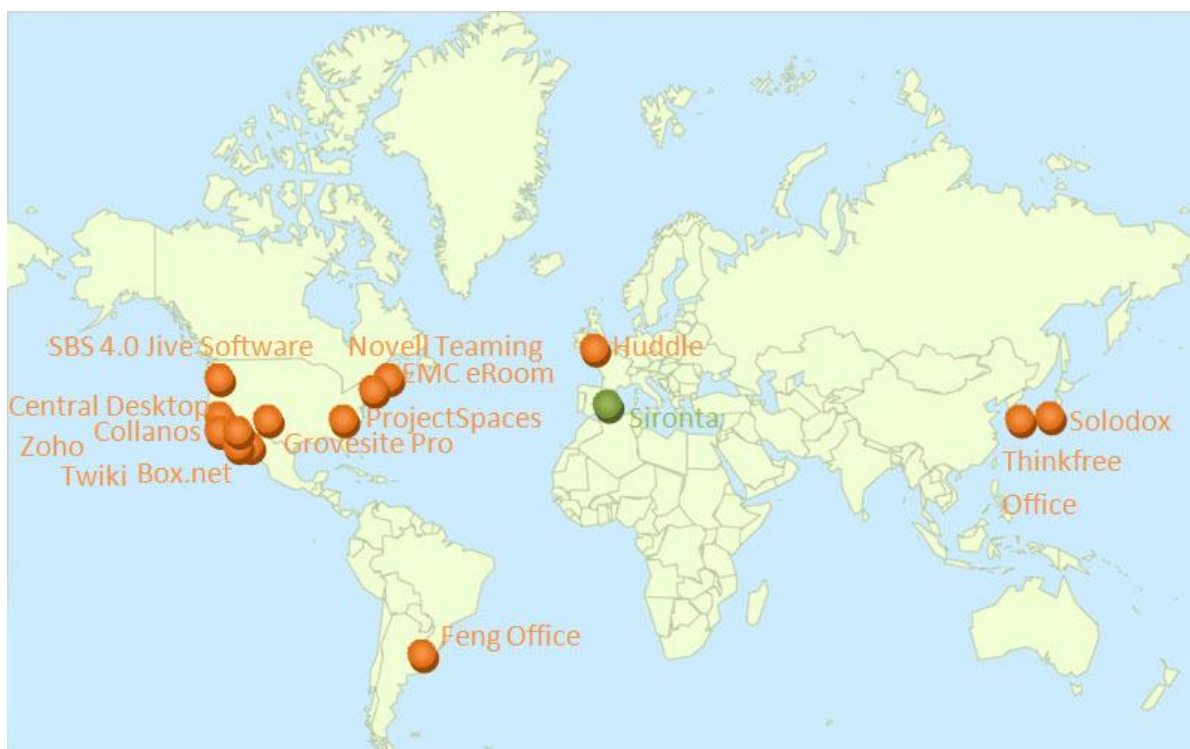 SBS 4.0 Jive Software
Novell Teaming
Huddle
EMC eRoom
Central Desktop
ProjectSpaces
Sironta
Solodox
Collanos
Zoho
Grovesite Pro
Thinkfree
Office
Twiki
Box.net
Feng Office